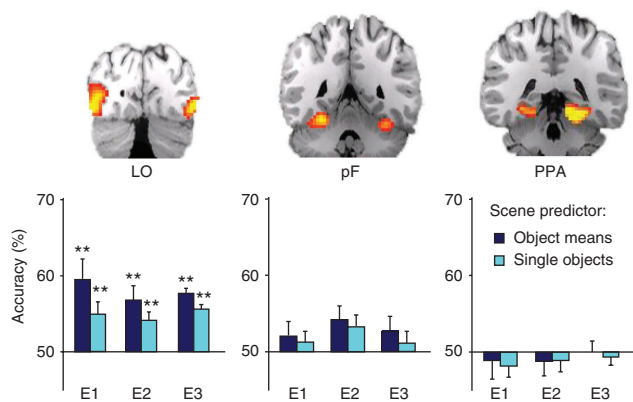 LO
pF
PPA
Accuracy (%)
70
60
50
** ** ** ** ** **
E1 E2 E3
70
60
50
E1 E2 E3
70
60
50
Scene predictor:
Object means
Single objects
E1 E2 E3